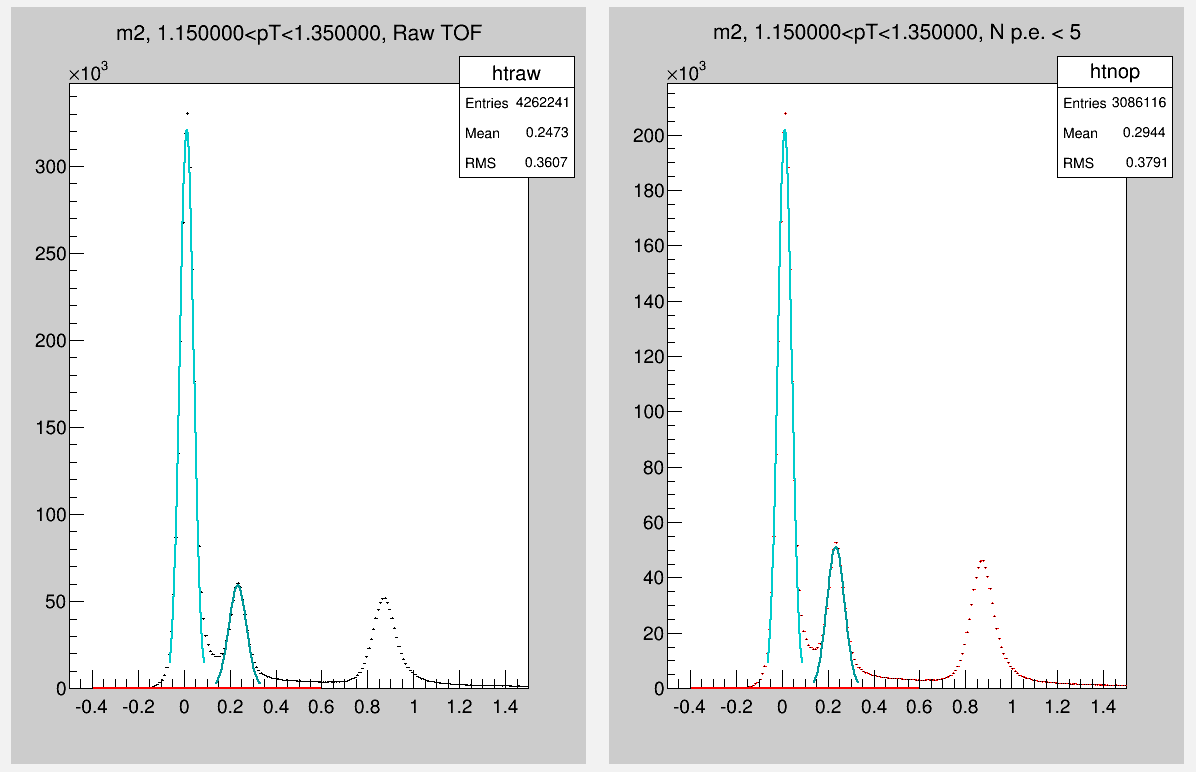 m2, 1.150000<pT<1.350000, Raw TOF
×10³
htraw
Entries 4262241
Mean 0.2473
RMS 0.3607
300
250
200
150
100
50
0
-0.4 -0.2 0 0.2 0.4 0.6 0.8 1 1.2 1.4
m2, 1.150000<pT<1.350000, N p.e. < 5
×10³
htnop
Entries 3086116
Mean 0.2944
RMS 0.3791
200
180
160
140
120
100
80
60
40
20
0
-0.4 -0.2 0 0.2 0.4 0.6 0.8 1 1.2 1.4